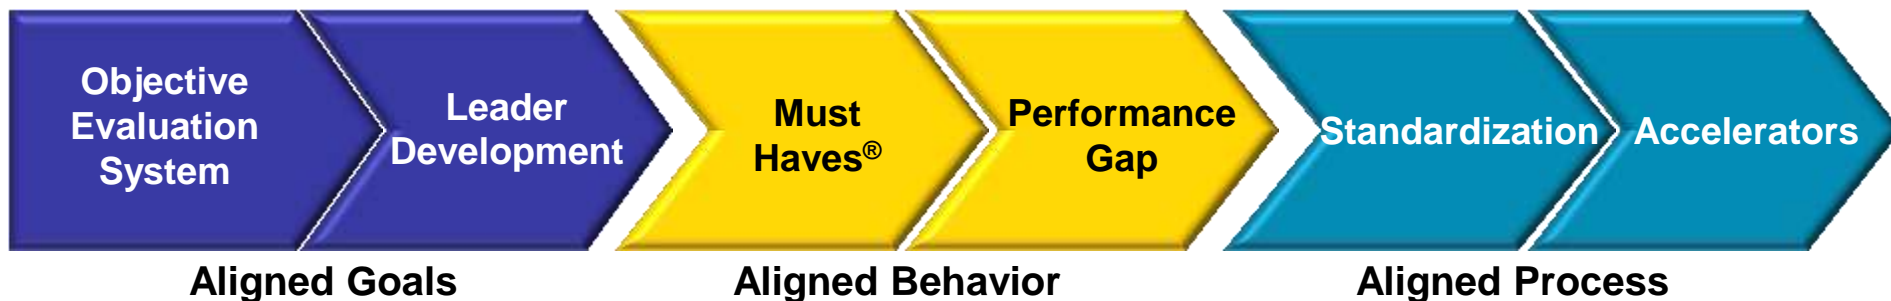 Objective
Evaluation
System
Leader
Development
Must
Haves®
Performance
Gap
Standardization
Accelerators
Aligned Goals
Aligned Behavior
Aligned Process